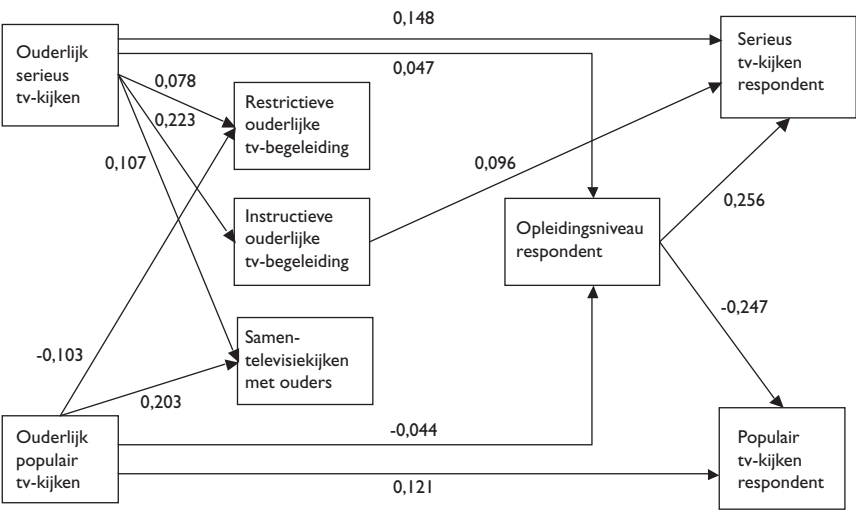 0,148
Ouderlijk
serieus
tv-kijken
Serieus
tv-kijken
respondent
0,047
0,078
0,223
0,107
Restrictieve
ouderlijke
tv-begeleiding
0,096
Instructieve
ouderlijke
tv-begeleiding
Opleidingsniveau
respondent
0,256
-0,247
-0,103
Samen-
televisiekijken
met ouders
0,203
-0,044
Ouderlijk
populair
tv-kijken
Populair
tv-kijken
respondent
0,121